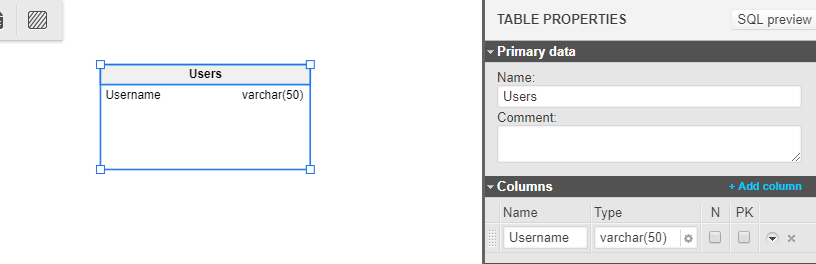 TABLE PROPERTIES
SQL preview
Primary data
Name:
Users
Comment:
Columns
+ Add column
Name Type N PK
Username varchar(50)
Users
Username varchar(50)